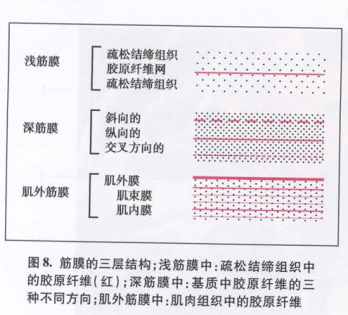 浅筋膜
疏松结缔组织
胶原纤维网
疏松结缔组织
深筋膜
斜向的
纵向的
交叉方向的
肌外筋膜
肌外膜
肌束膜
肌内膜
图8. 筋膜的三层结构;浅筋膜中:疏松结缔组织中
的胶原纤维(红);深筋膜中:基质中胶原纤维的三
种不同方向;肌外筋膜中:肌肉组织中的胶原纤维